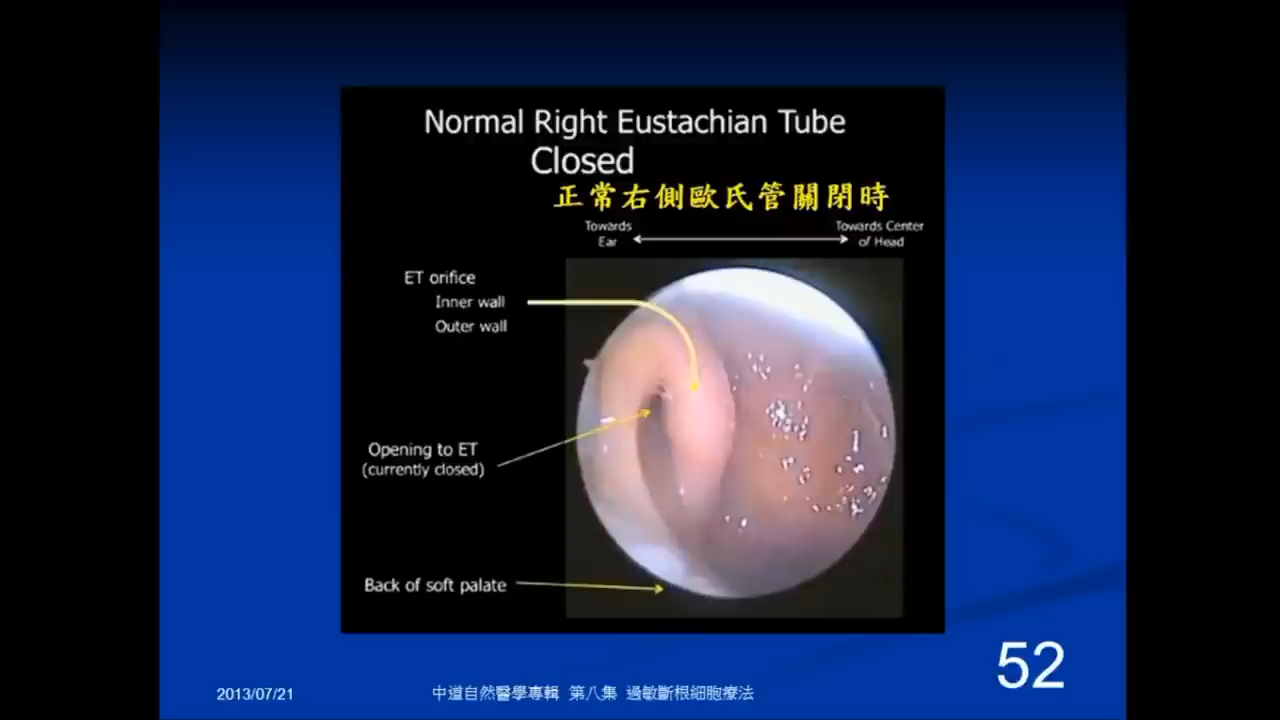 Normal Right Eustachian Tube
Closed
正常右側歐氏管關閉時
Towards
Ear
Towards Center
of Head
ET orifice
Inner wall
Outer wall
Opening to ET
(currently closed)
Back of soft palate
52
2013/07/21
中道自然醫學專輯 第八集 過敏斷根細胞療法